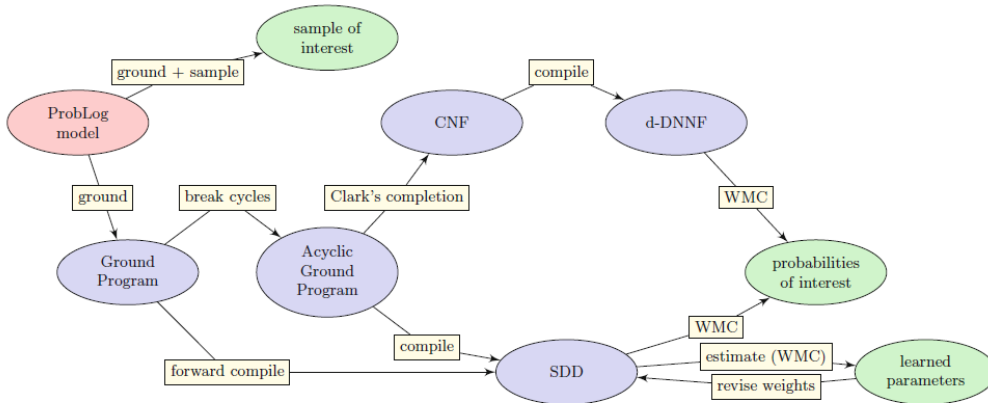 sample of
interest
ground + sample
compile
ProbLog
model
CNF
d-DNNF
ground
break cycles
Clark's completion
WMC
Ground
Program
Acyclic
Ground
Program
probabilities
of interest
WMC
compile
estimate (WMC)
forward compile
SDD
learned
parameters
revise weights